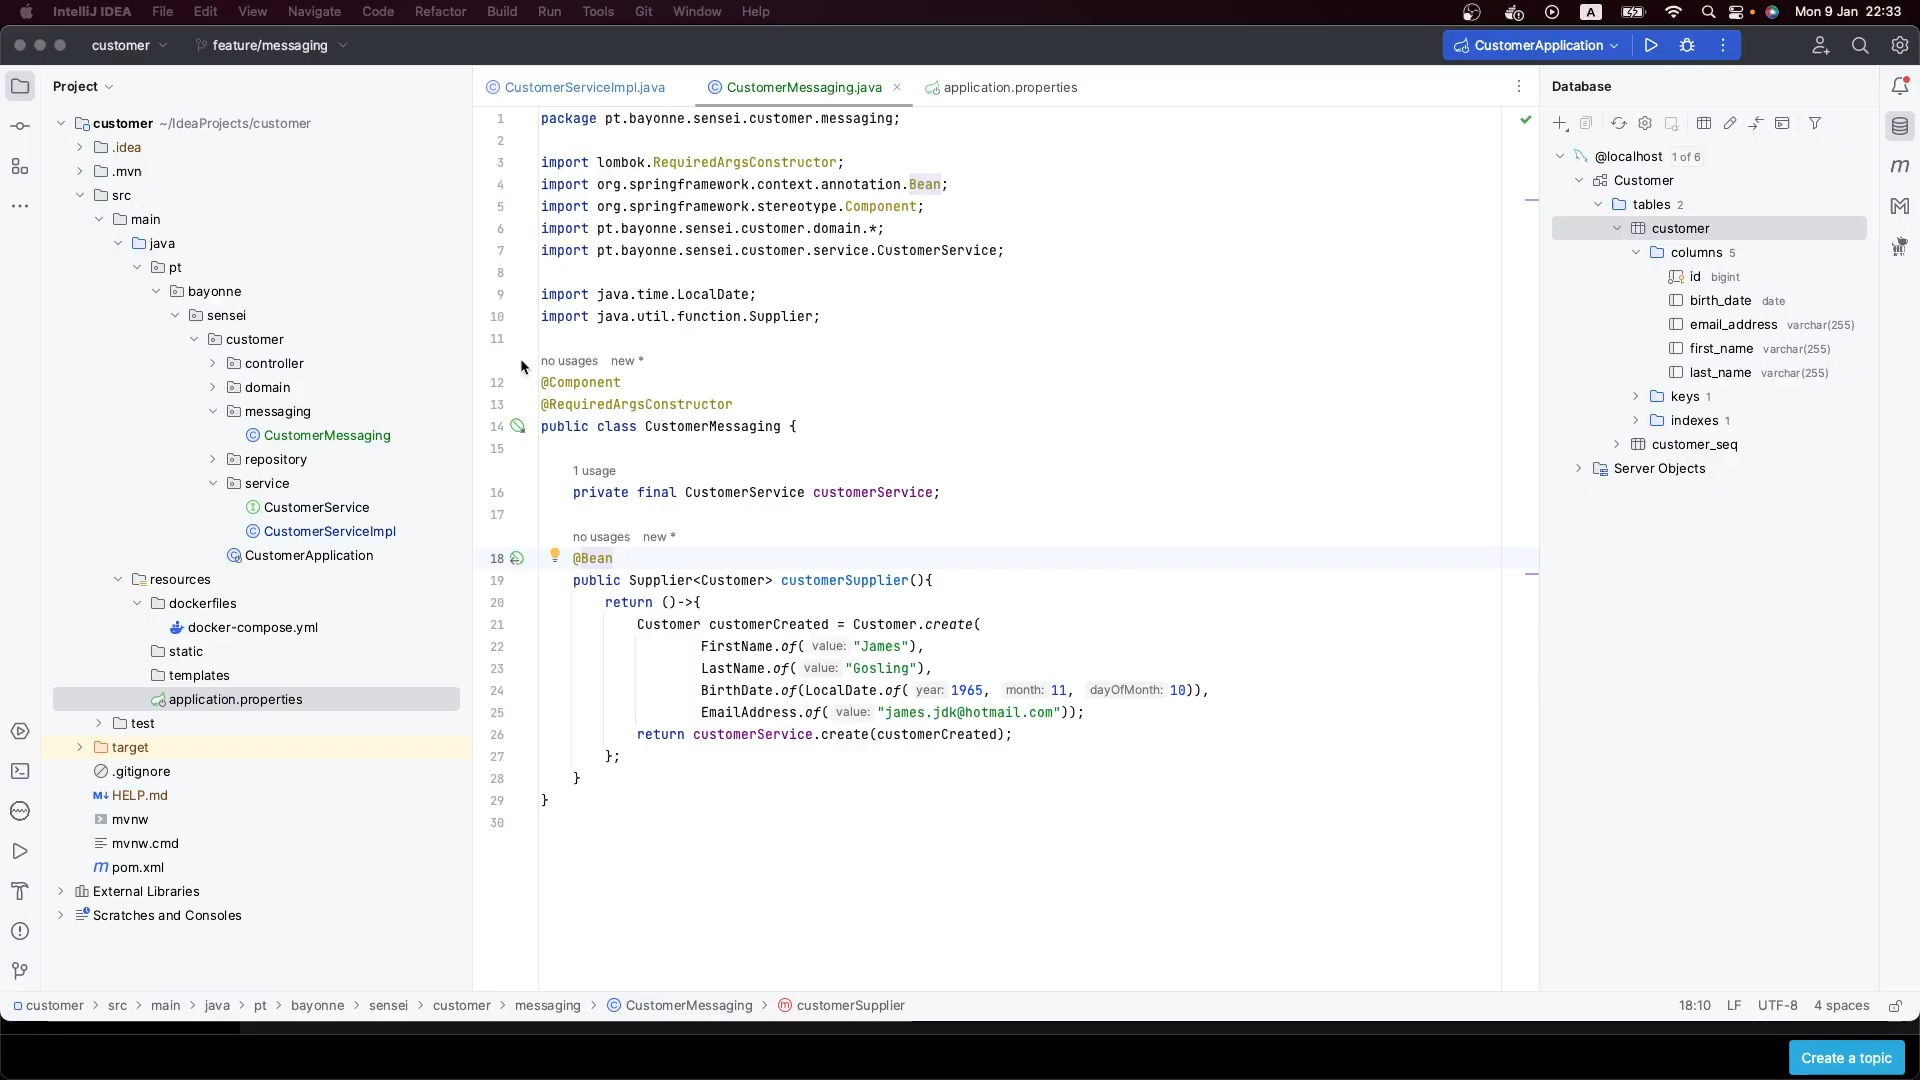 IntelliJ IDEA File Edit View Navigate Code Refactor Build Run Tools Git Window Help A Mon 9 Jan 22:33
customer feature/messaging CustomerApplication
Project
customer ~/IdeaProjects/customer
.idea
.mvn
src
main
java
pt
bayonne
sensei
customer
controller
domain
messaging
CustomerMessaging
repository
service
CustomerService
CustomerServiceImpl
CustomerApplication
resources
dockerfiles
docker-compose.yml
static
templates
application.properties
test
target
.gitignore
HELP.md
mvnw
mvnw.cmd
pom.xml
External Libraries
Scratches and Consoles
CustomerServiceImpl.java CustomerMessaging.java application.properties
1 package pt.bayonne.sensei.customer.messaging;
2
3 import lombok.RequiredArgsConstructor;
4 import org.springframework.context.annotation.Bean;
5 import org.springframework.stereotype.Component;
6 import pt.bayonne.sensei.customer.domain.*;
7 import pt.bayonne.sensei.customer.service.CustomerService;
8
9 import java.time.LocalDate;
10 import java.util.function.Supplier;
11
no usages new *
12 @Component
13 @RequiredArgsConstructor
14 public class CustomerMessaging {
15
1 usage
16 private final CustomerService customerService;
17
no usages new *
18 @Bean
19 public Supplier<Customer> customerSupplier(){
20 return ()->{
21 Customer customerCreated = Customer.create(
22 FirstName.of( value: "James"),
23 LastName.of( value: "Gosling"),
24 BirthDate.of(LocalDate.of( year: 1965, month: 11, dayOfMonth: 10)),
25 EmailAddress.of( value: "james.jdk@hotmail.com"));
26 return customerService.create(customerCreated);
27 };
28 }
29 }
30
Database
@localhost 1 of 6
Customer
tables 2
customer
columns 5
id bigint
birth_date date
email_address varchar(255)
first_name varchar(255)
last_name varchar(255)
keys 1
indexes 1
customer_seq
Server Objects
customer > src > main > java > pt > bayonne > sensei > customer > messaging > CustomerMessaging > customerSupplier 18:10 LF UTF-8 4 spaces
Create a topic